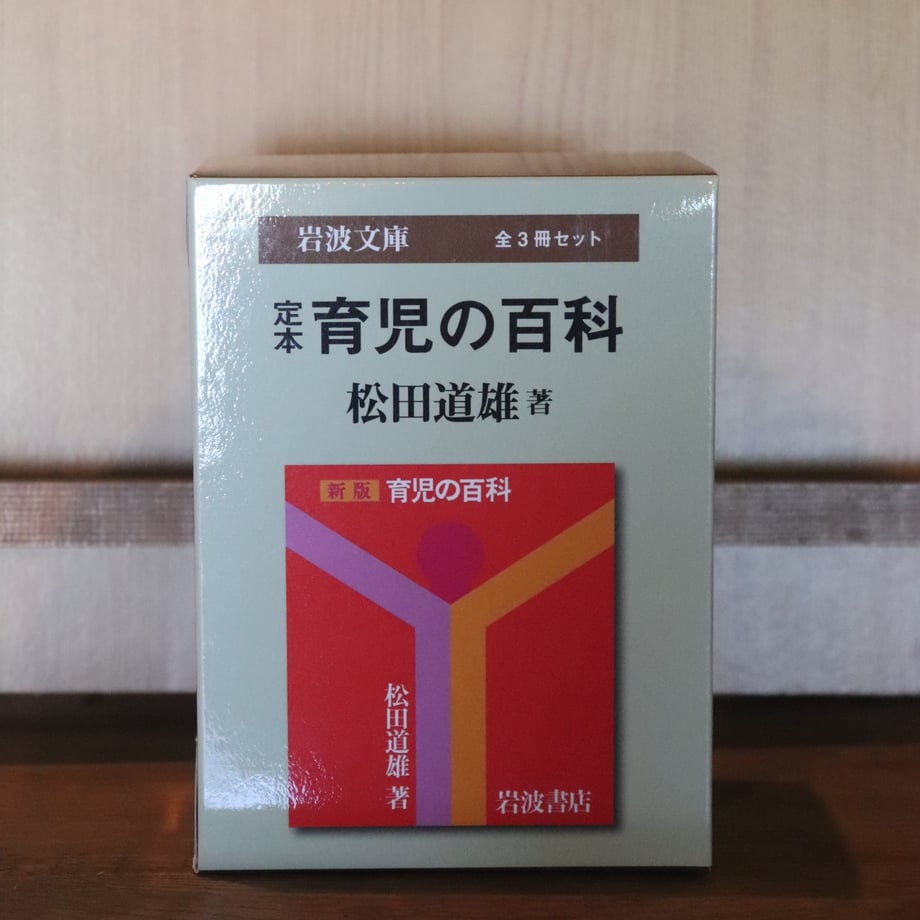 岩波文庫 全3冊セット
定本 育児の百科
松田道雄 著
新版 育児の百科
松田道雄 著
岩波書店